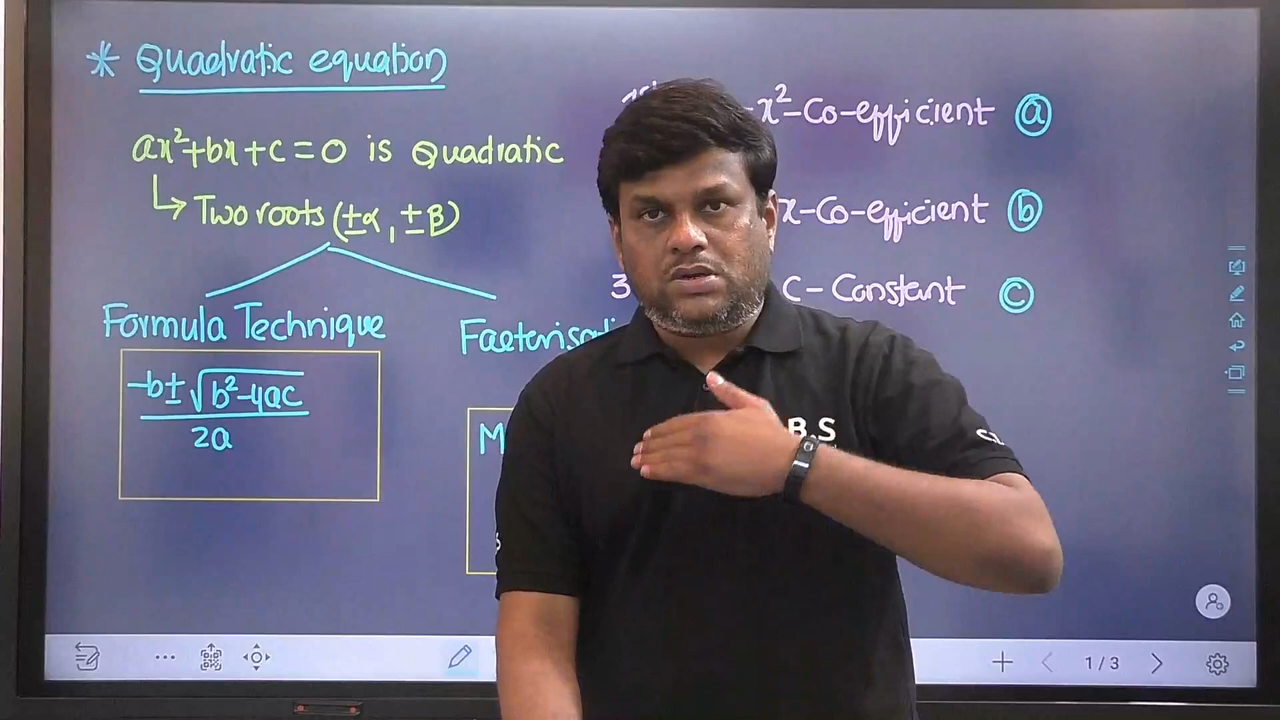 * Quadratic equation
ax²+bx+c=0 is Quadratic
↳ Two roots (±α, ±β)
Formula Technique
-b±√b²-4ac
2a
M
x²-Co-efficient ⓐ
x-Co-efficient ⓑ
3
C-Constant ⓒ
B.S
1/3